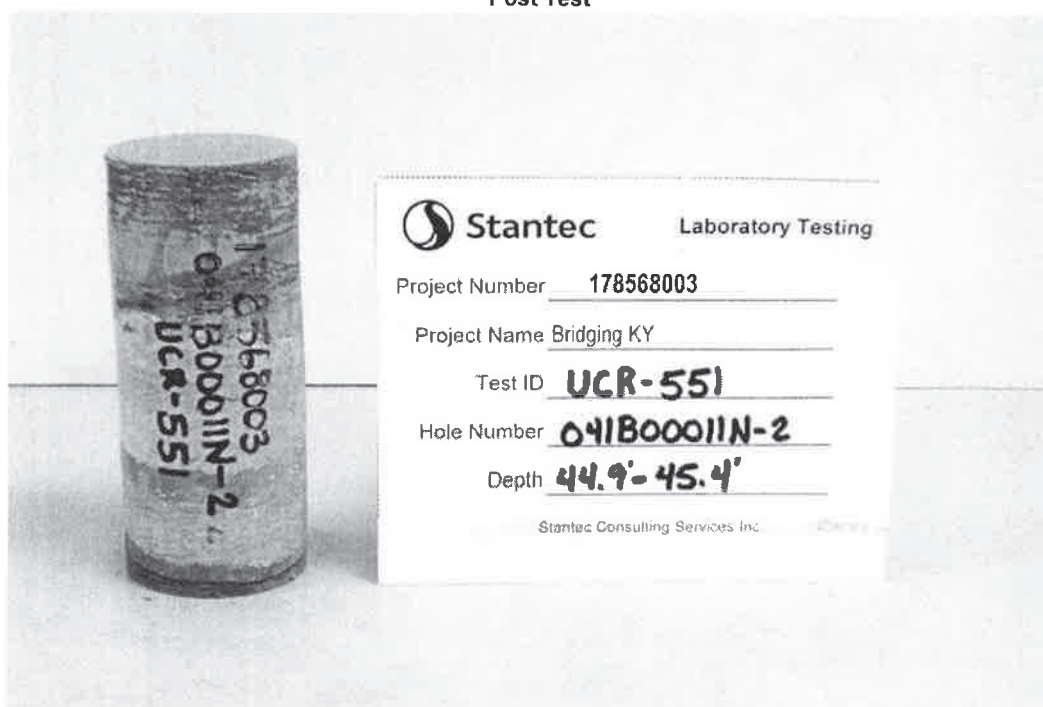 Post Test
178568003
041B00011N-2
UCR-551
Stantec Laboratory Testing
Project Number 178568003
Project Name Bridging KY
Test ID UCR-551
Hole Number 041B00011N-2
Depth 44.9'-45.4'
Stantec Consulting Services Inc.